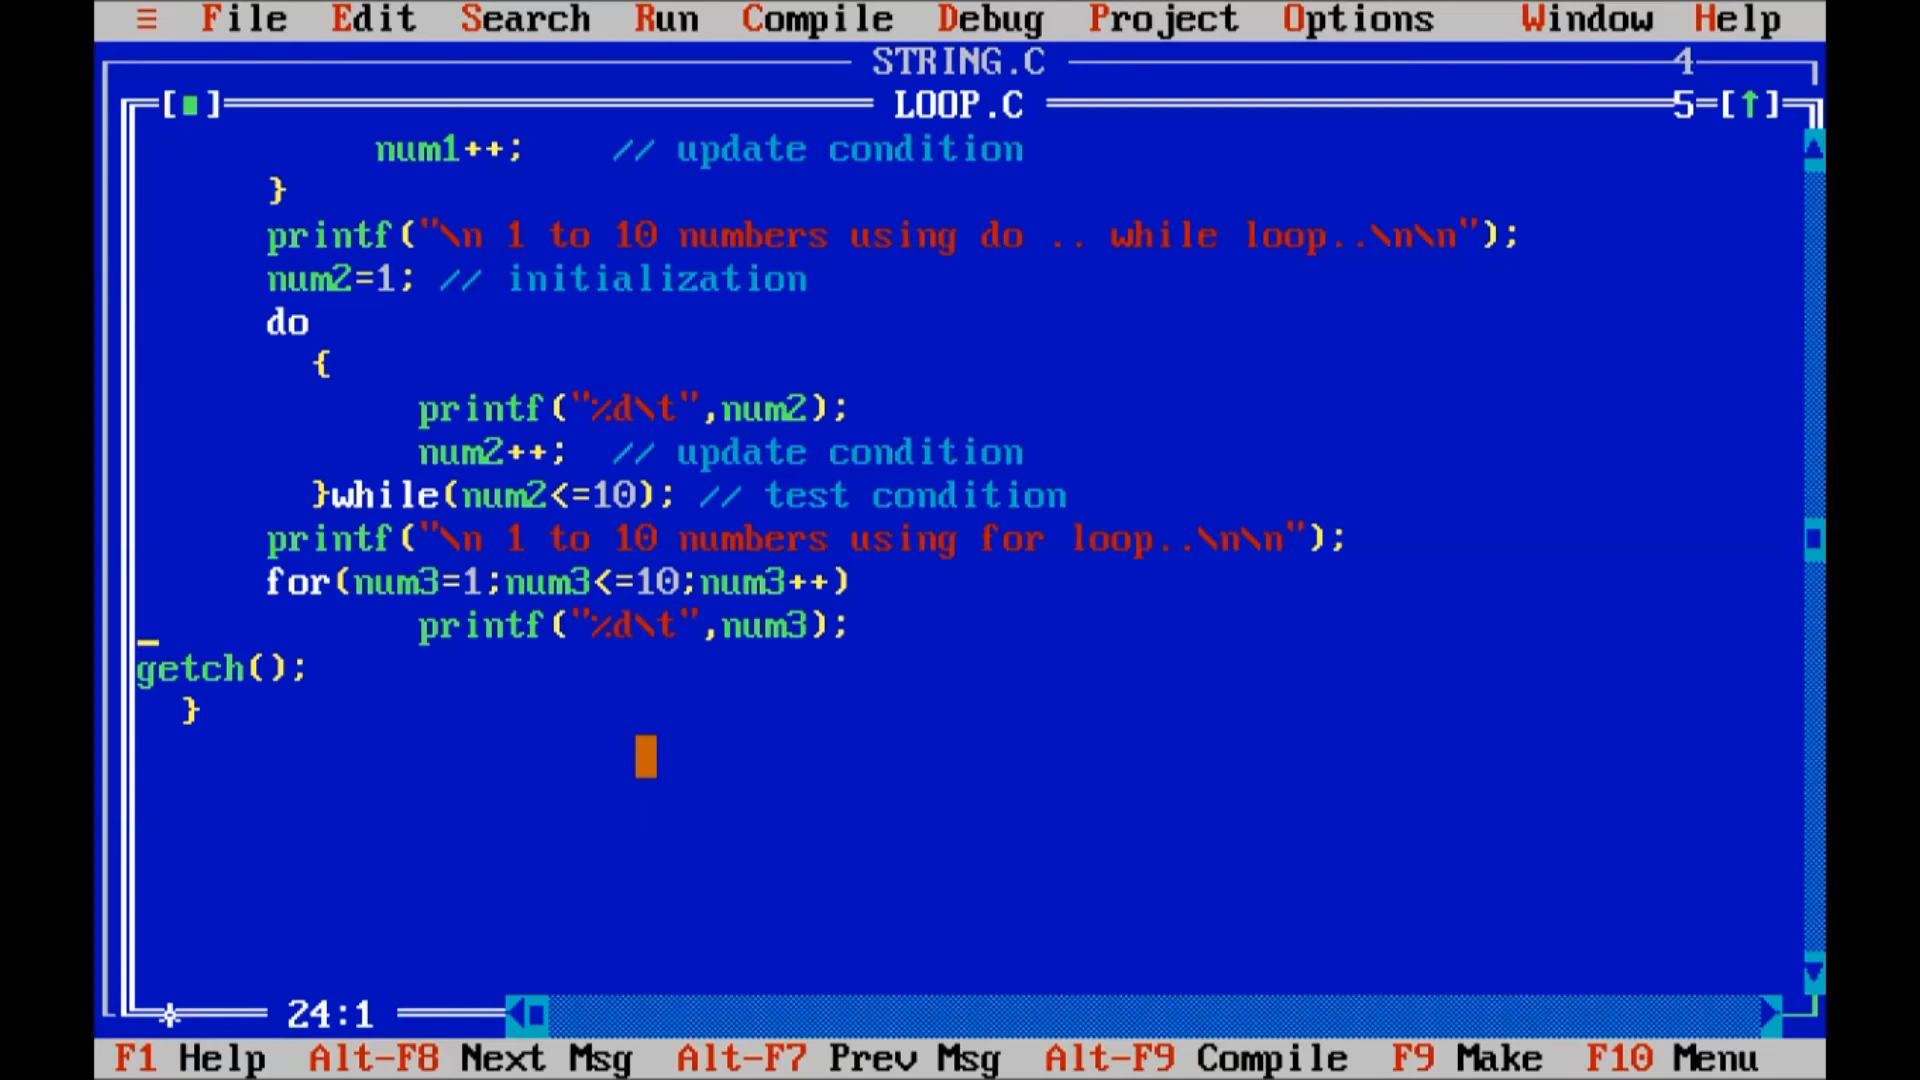 ≡ File Edit Search Run Compile Debug Project Options Window Help
STRING.C 4
[■] LOOP.C 5=[↑]
num1++; // update condition
}
printf("\n 1 to 10 numbers using do .. while loop..\n\n");
num2=1; // initialization
do
{
printf("%d\t",num2);
num2++; // update condition
}while(num2<=10); // test condition
printf("\n 1 to 10 numbers using for loop..\n\n");
for(num3=1;num3<=10;num3++)
printf("%d\t",num3);
getch();
}
24:1
F1 Help Alt-F8 Next Msg Alt-F7 Prev Msg Alt-F9 Compile F9 Make F10 Menu